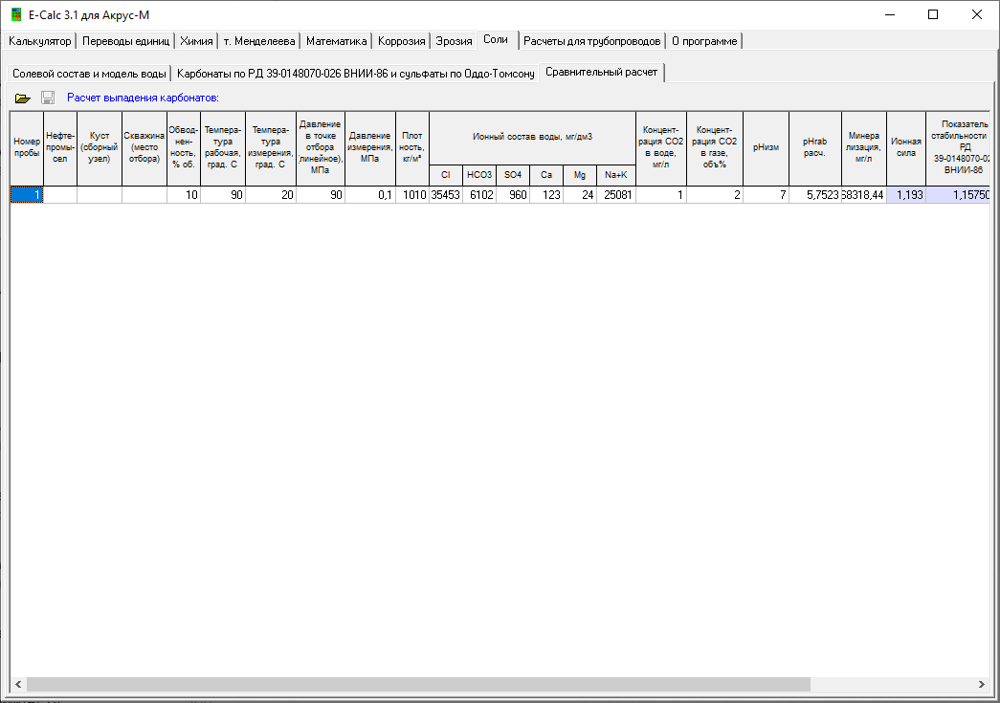 E-Calc 3.1 для Акрус-М
Калькулятор Переводы единиц Химия т. Менделеева Математика Коррозия Эрозия Соли Расчеты для трубопроводов О программе
Солевой состав и модель воды Карбонаты по РД 39-0148070-026 ВНИИ-86 и сульфаты по Оддо-Томсону Сравнительный расчет
Расчет выпадения карбонатов:
Номер
пробы
Нефте-
промы-
сел
Куст
(сборный
узел)
Скважина
(место
отбора)
Обвод-
нен-
ность,
% об.
Темпера-
тура
рабочая,
град. С
Темпера-
тура
измерения,
град. С
Давление
в точке
отбора
(линейное),
МПа
Давление
измерения,
МПа
Плот
ность,
кг/м³
Ионный состав воды, мг/дм3
Cl HCO3 SO4 Ca Mg Na+K
Концент-
рация CO2
в воде,
мг/л
Концент-
рация CO2
в газе,
объ%
pHизм
pHrab
расч.
Минера
лизация,
мг/л
Ионная
сила
Показатель
стабильности
РД
39-0148070-02
ВНИИ-86
1 10 90 20 90 0,1 1010 35453 6102 960 123 24 25081 1 2 7 5,7523 68318,44 1,193 1,15750